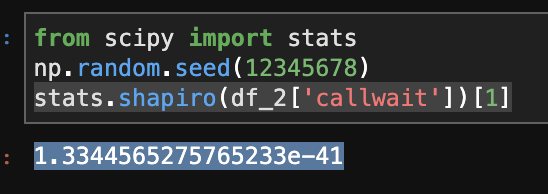 :
from scipy import stats
np.random.seed(12345678)
stats.shapiro(df_2['callwait'])[1]
:
1.3344565275765233e-41